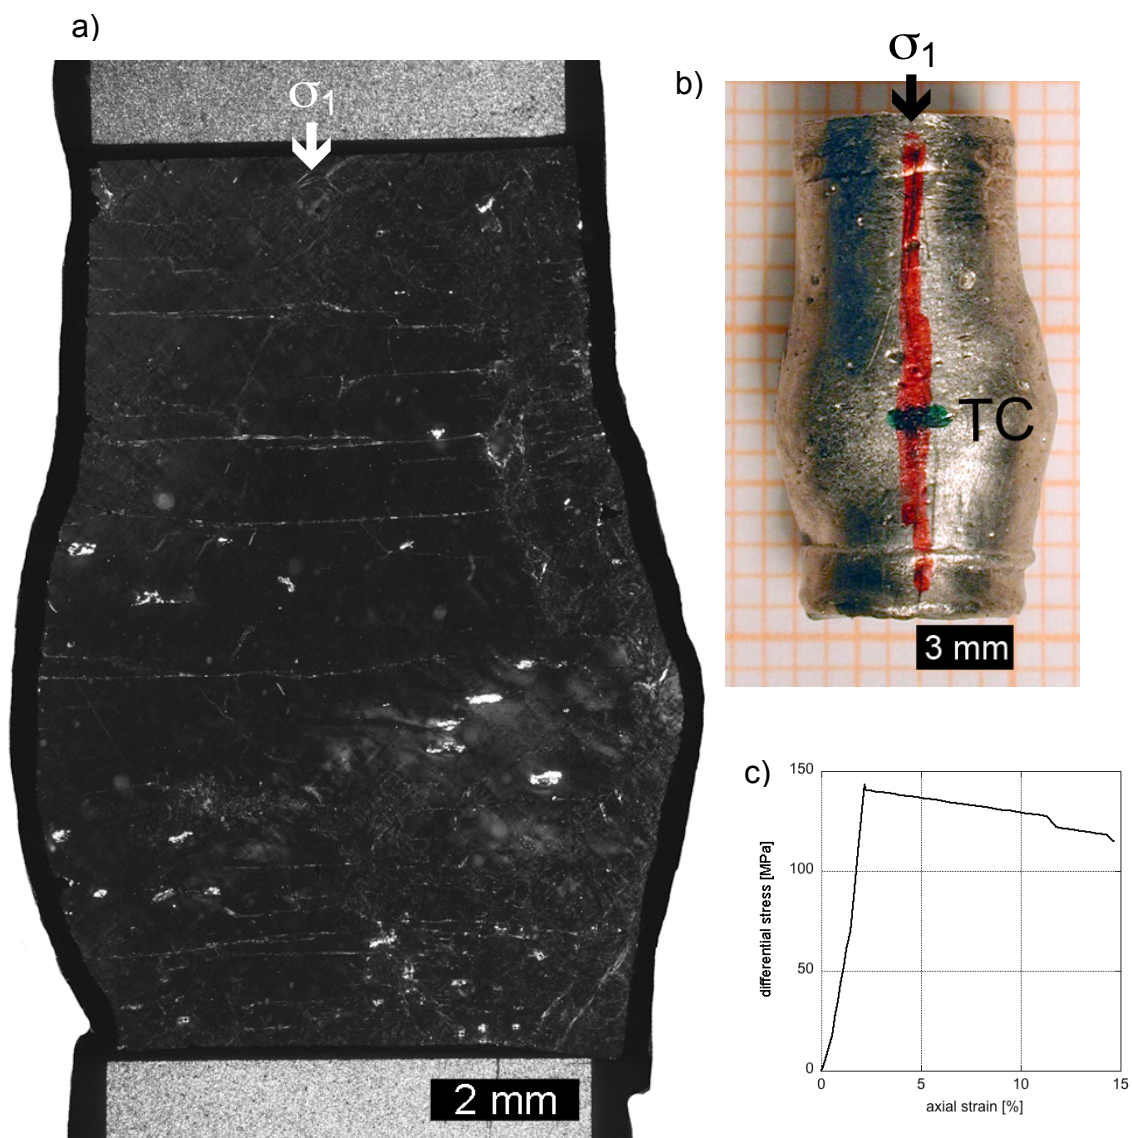 a)
σ1
2 mm
b)
σ1
TC
3 mm
c)
differential stress [MPa]
150
100
50
0
0 5 10 15
axial strain [%]